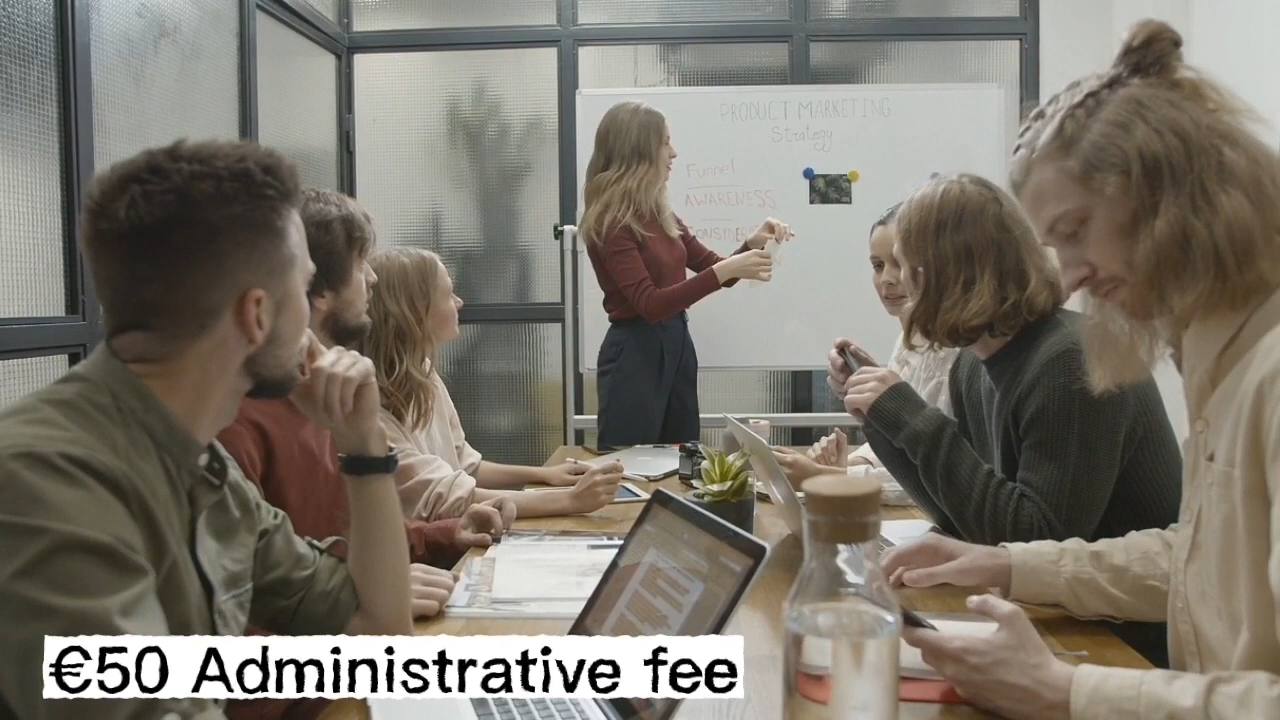 PRODUCT MARKETING
Strategy
Funnel
AWARENESS
€50 Administrative fee